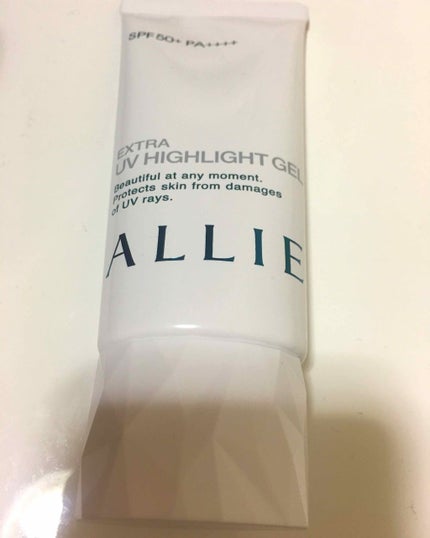 SPF50+ PA++++
EXTRA
UV HIGHLIGHT GEL
Beautiful at any moment.
Protects skin from damages
of UV rays.
ALLIE